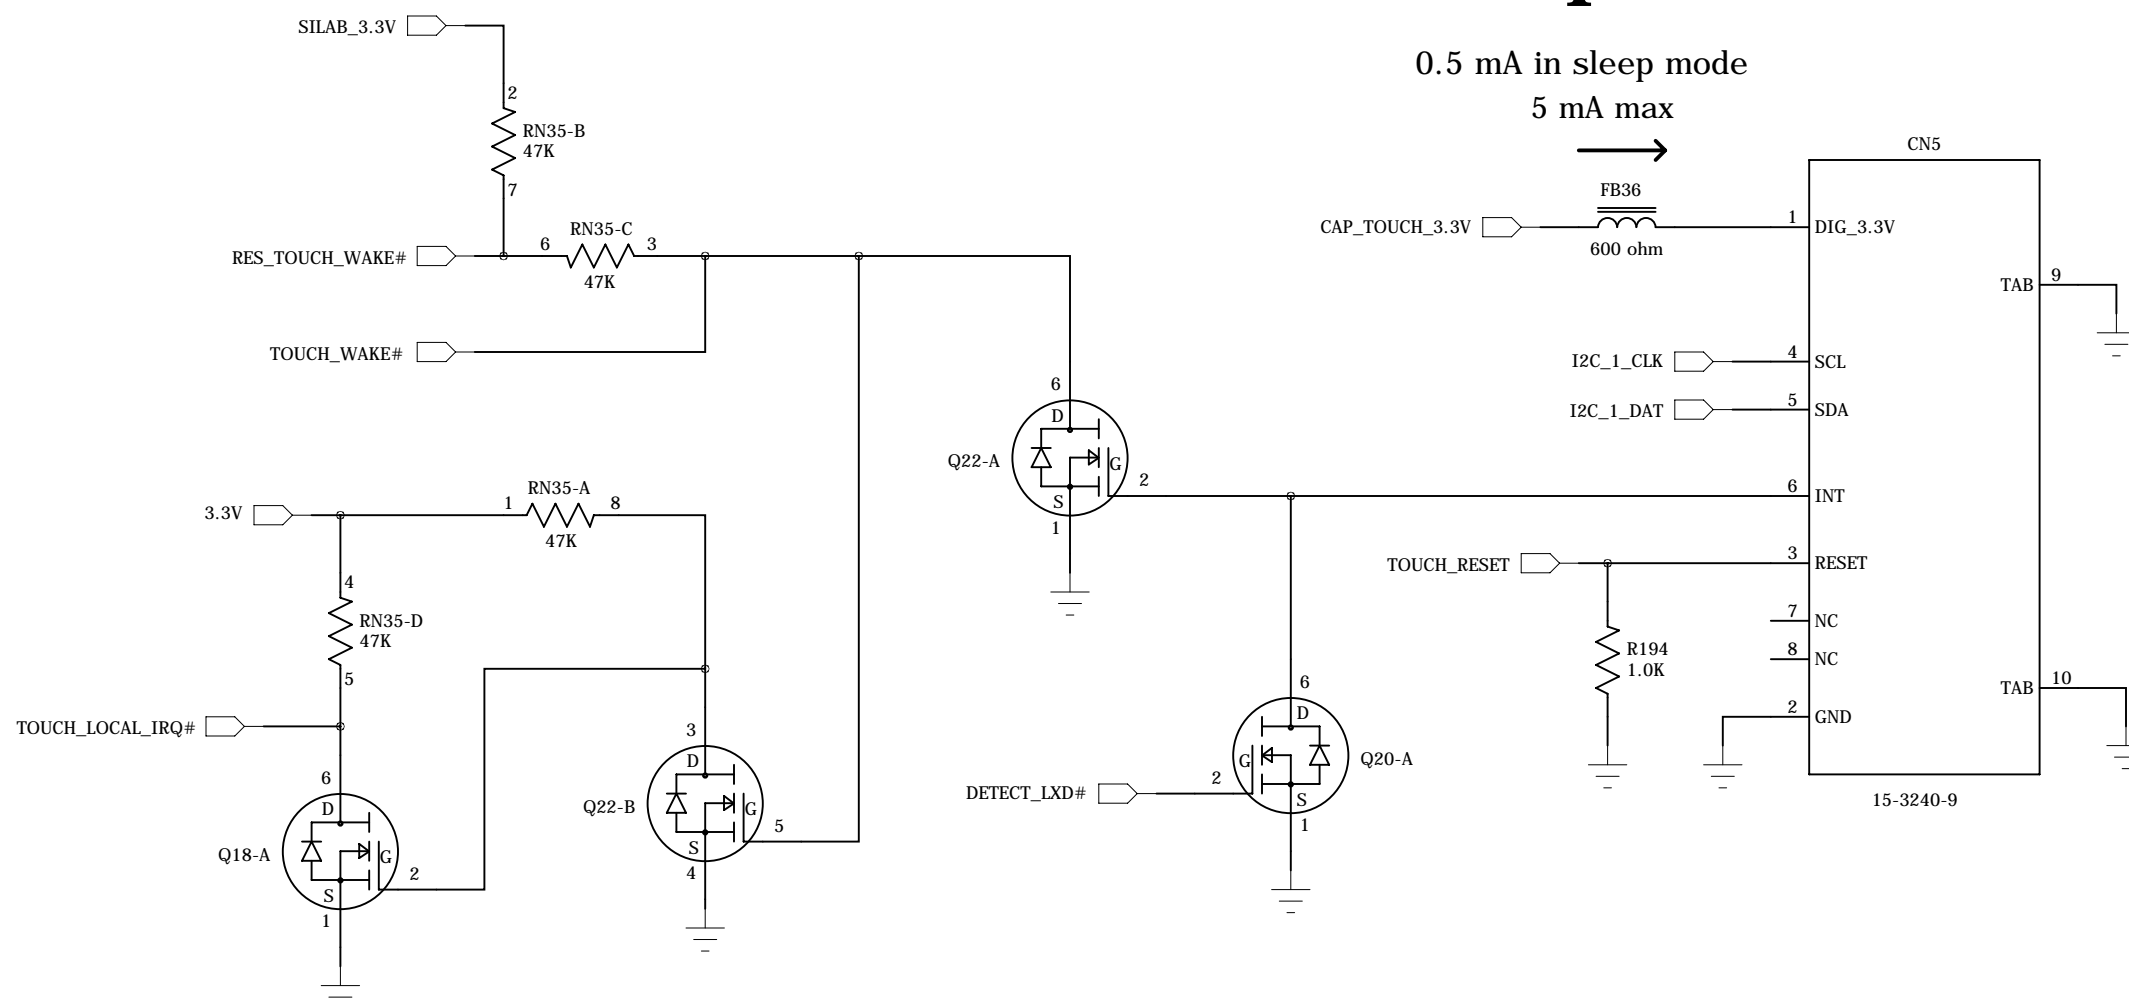 SILAB_3.3V
0.5 mA in sleep mode
5 mA max
2
RN35-B
47K
7
CN5
FB36
CAP_TOUCH_3.3V
600 ohm
1
DIG_3.3V
RN35-C
RES_TOUCH_WAKE#
6
3
47K
TAB
9
TOUCH_WAKE#
I2C_1_CLK
4
SCL
I2C_1_DAT
5
SDA
6
D
Q22-A
G
2
S
1
6
INT
RN35-A
3.3V
1
8
47K
TOUCH_RESET
3
RESET
4
RN35-D
47K
5
7
NC
R194
1.0K
8
NC
TAB
10
2
GND
TOUCH_LOCAL_IRQ#
3
D
Q22-B
G
5
S
4
6
D
G
Q20-A
DETECT_LXD#
2
S
1
15-3240-9
6
D
Q18-A
G
2
S
1